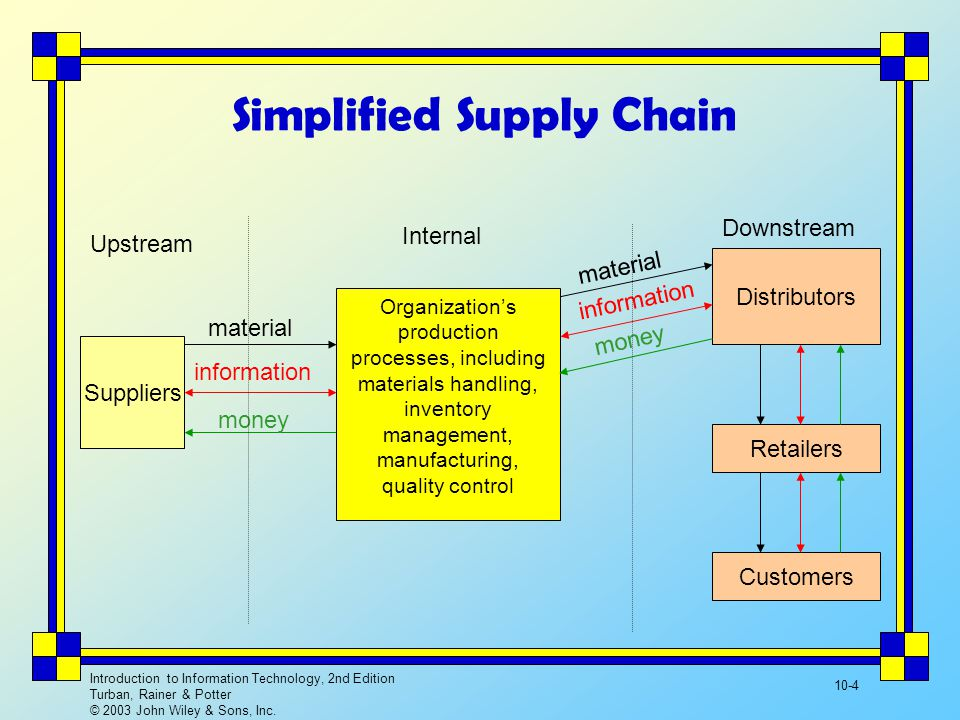 Simplified Supply Chain
Upstream
Internal
Downstream
material
information
money
Suppliers
Organization’s
production
processes, including
materials handling,
inventory
management,
manufacturing,
quality control
material
information
money
Distributors
Retailers
Customers
Introduction to Information Technology, 2nd Edition
Turban, Rainer & Potter
© 2003 John Wiley & Sons, Inc.
10-4